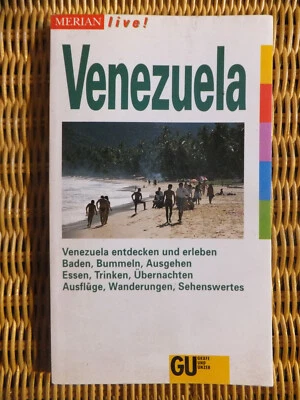 MERIAN live!
Venezuela
Venezuela entdecken und erleben
Baden, Bummeln, Ausgehen
Essen, Trinken, Übernachten
Ausflüge, Wanderungen, Sehenswertes
GU GRÄFE
UND
UNZER